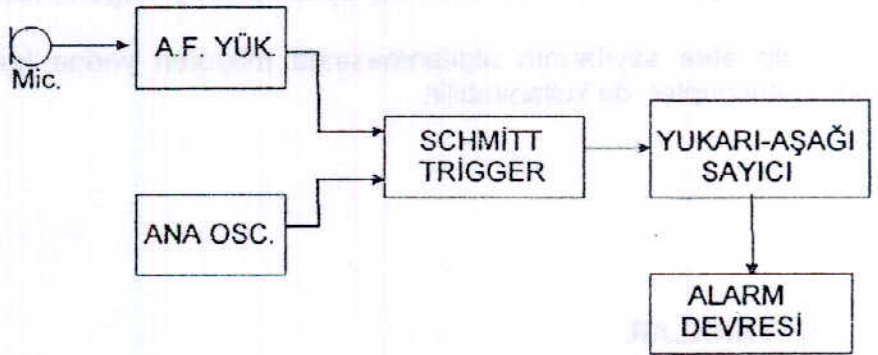 A.F. YÜK.
Mic.
SCHMİTT
TRİGGER
YUKARI-AŞAĞI
SAYICI
ANA OSC.
ALARM
DEVRESİ